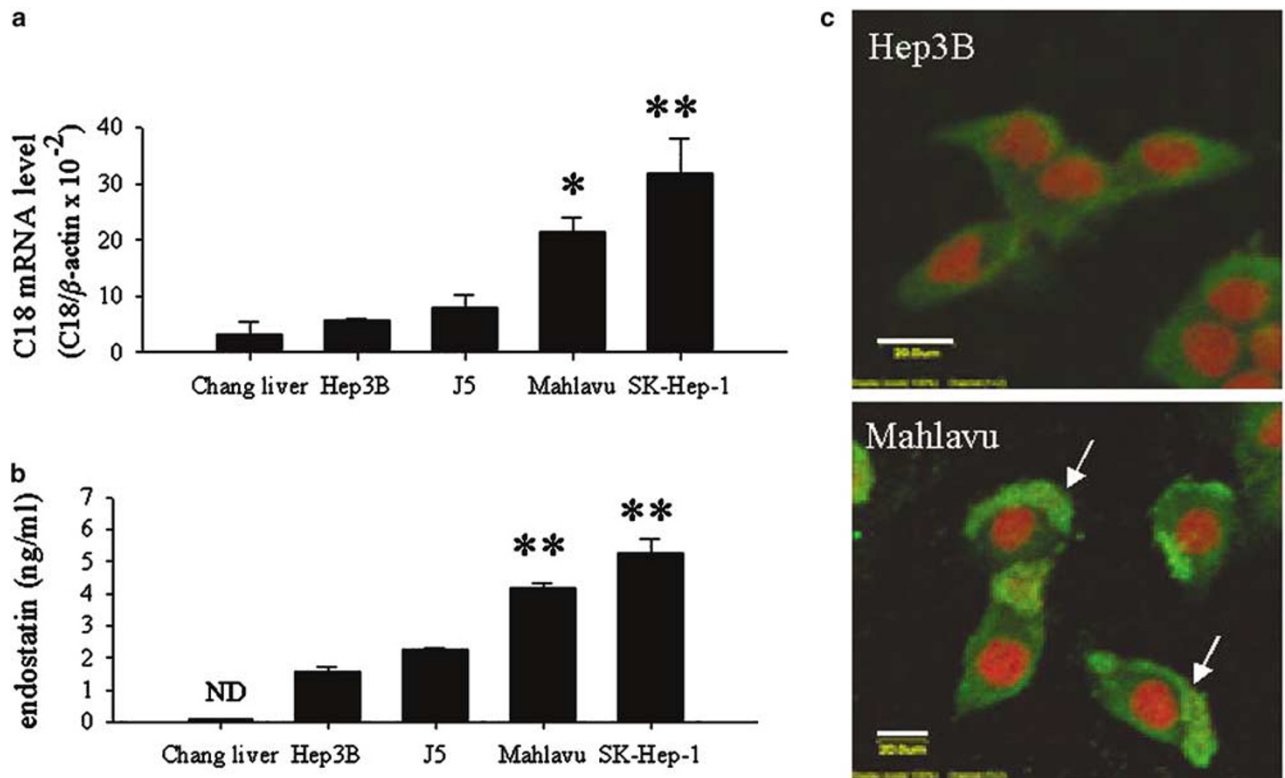 a
C18 mRNA level
(C18/β-actin x 10⁻²)
40
30
20
10
0
*
**
Chang liver Hep3B J5 Mahlavu SK-Hep-1
b
endostatin (ng/ml)
7
6
5
4
3
2
1
0
ND
**
**
Chang liver Hep3B J5 Mahlavu SK-Hep-1
c
Hep3B
Mahlavu